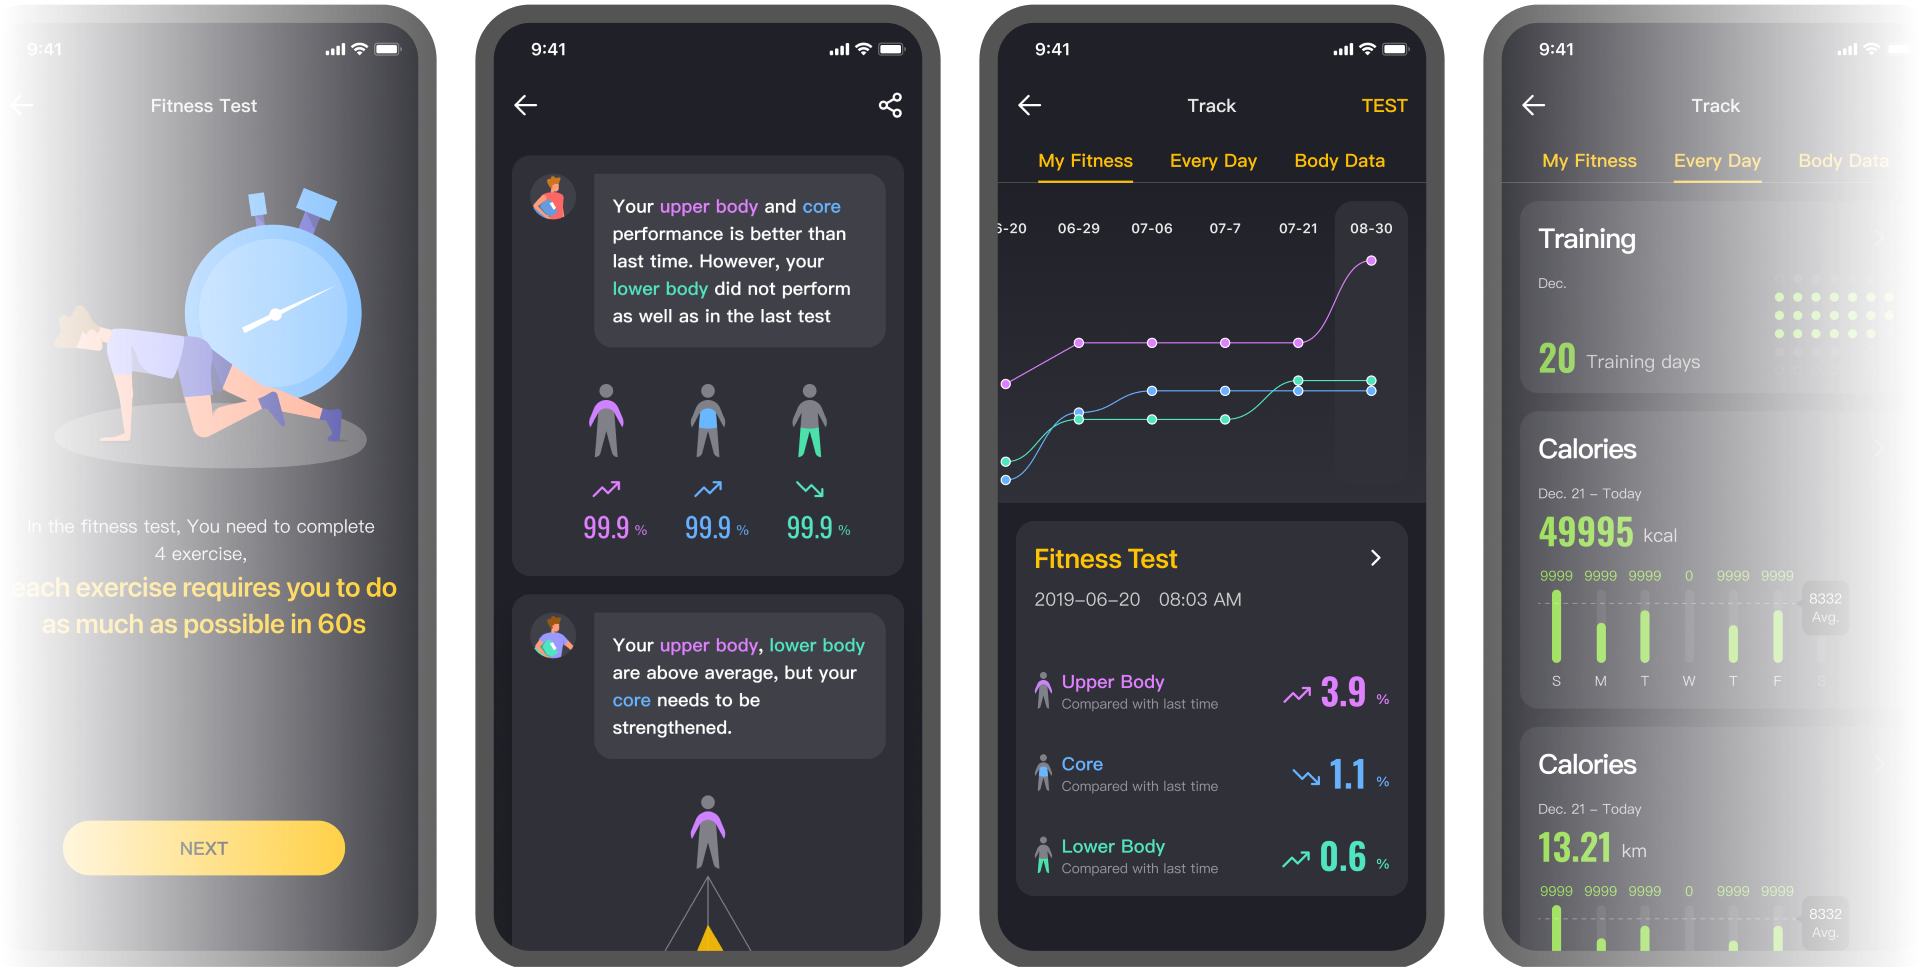 9:41
Fitness Test
In the fitness test, You need to complete
4 exercise,
each exercise requires you to do
as much as possible in 60s
NEXT
9:41
Your upper body and core
performance is better than
last time. However, your
lower body did not perform
as well as in the last test
99.9 % 99.9 % 99.9 %
Your upper body, lower body
are above average, but your
core needs to be
strengthened.
9:41
Track TEST
My Fitness Every Day Body Data
6-20 06-29 07-06 07-7 07-21 08-30
Fitness Test
2019-06-20 08:03 AM
Upper Body
Compared with last time
3.9 %
Core
Compared with last time
1.1 %
Lower Body
Compared with last time
0.6 %
9:41
Track
My Fitness Every Day Body Data
Training
Dec.
20 Training days
Calories
Dec. 21 – Today
49995 kcal
9999 9999 9999 0 9999 9999
8332
Avg.
S M T W T F S
Calories
Dec. 21 – Today
13.21 km
9999 9999 9999 0 9999 9999
8332
Avg.